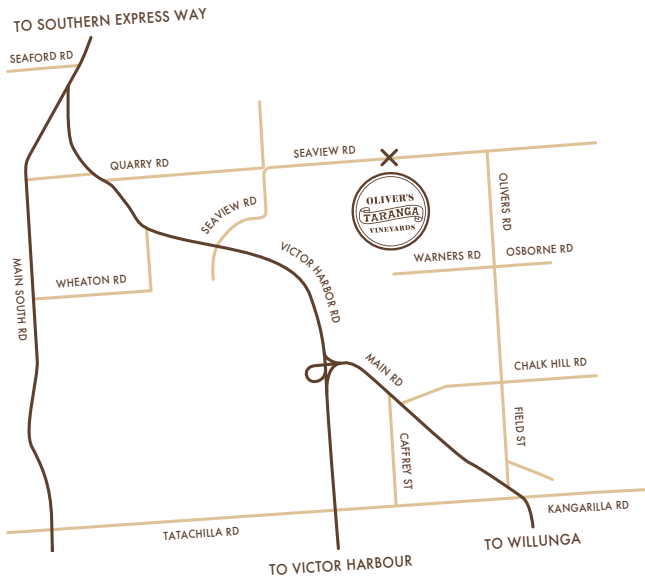 TO SOUTHERN EXPRESS WAY
SEAFORD RD
QUARRY RD
SEAVIEW RD
OLIVER'S
TARANGA
VINEYARDS
OLIVERS RD
SEAVIEW RD
WARNERS RD
OSBORNE RD
VICTOR HARBOR RD
WHEATON RD
MAIN SOUTH RD
MAIN RD
CHALK HILL RD
FIELD ST
CAFFREY ST
KANGARILLA RD
TATACHILLA RD
TO WILLUNGA
TO VICTOR HARBOUR